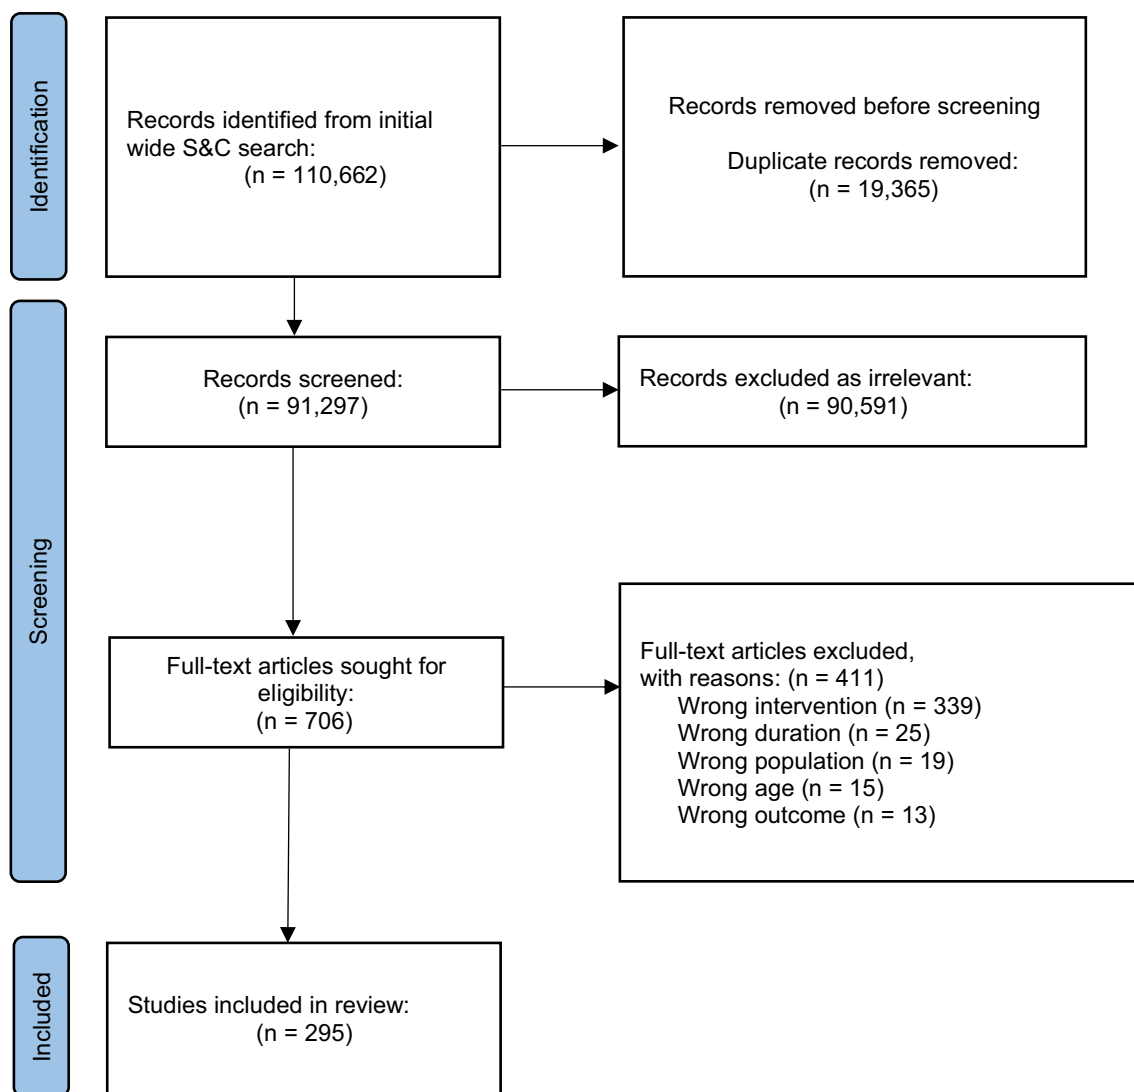 Identification
Records identified from initial
wide S&C search:
(n = 110,662)
Records removed before screening
Duplicate records removed:
(n = 19,365)
Screening
Records screened:
(n = 91,297)
Records excluded as irrelevant:
(n = 90,591)
Full-text articles sought for
eligibility:
(n = 706)
Full-text articles excluded,
with reasons: (n = 411)
Wrong intervention (n = 339)
Wrong duration (n = 25)
Wrong population (n = 19)
Wrong age (n = 15)
Wrong outcome (n = 13)
Included
Studies included in review:
(n = 295)